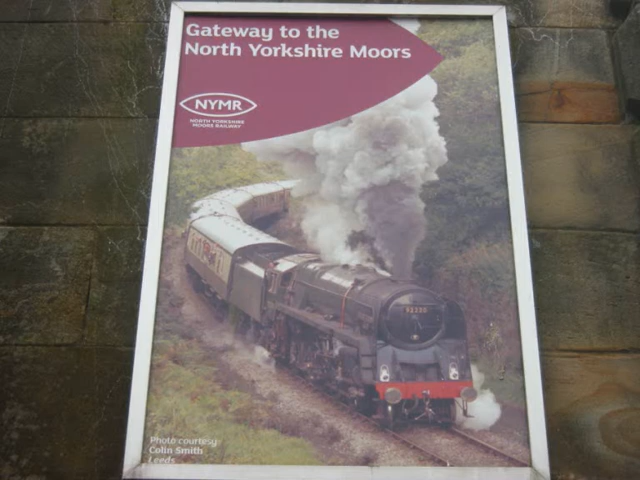 Gateway to the
North Yorkshire Moors
NYMR
NORTH YORKSHIRE
MOORS RAILWAY
Photo courtesy
Colin Smith
Leeds